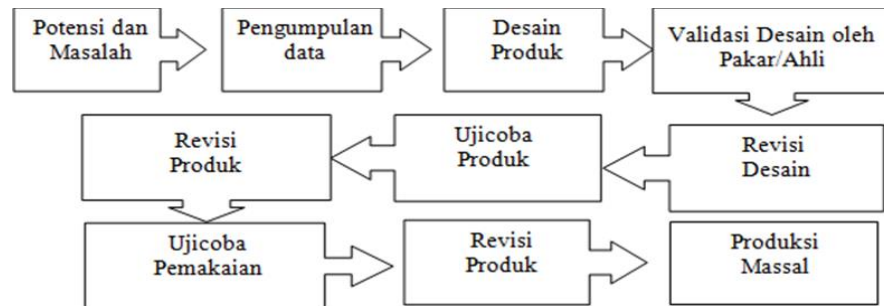 Potensi dan
Masalah
Pengumpulan
data
Desain
Produk
Validasi Desain oleh
Pakar/Ahli
Revisi
Desain
Ujicoba
Produk
Revisi
Produk
Ujicoba
Pemakaian
Revisi
Produk
Produksi
Massal